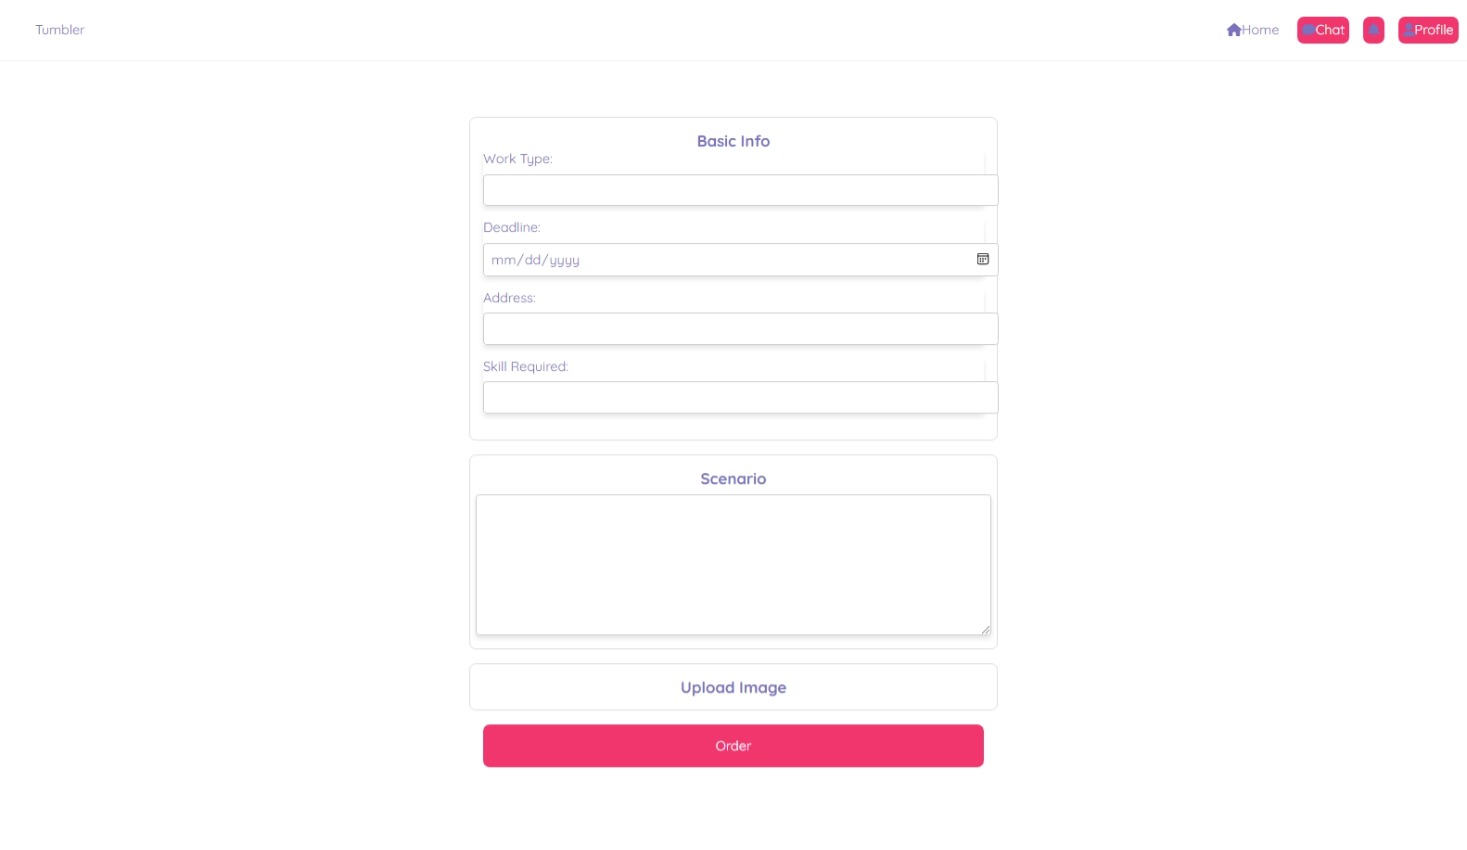 Tumbler
Home
Chat
Profile
Basic Info
Work Type:
Deadline:
mm/dd/yyyy
Address:
Skill Required:
Scenario
Upload Image
Order